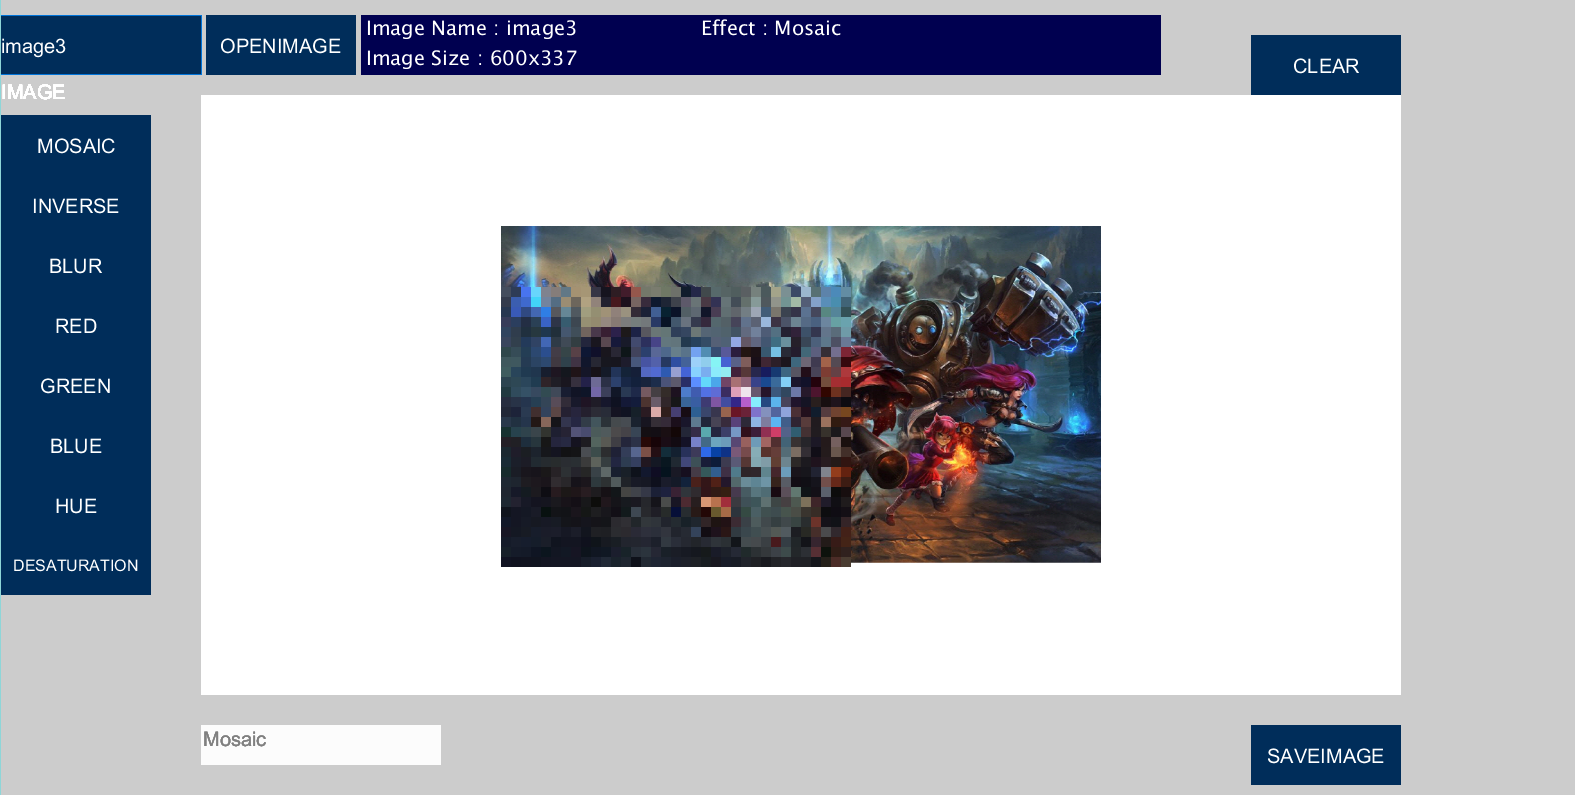 image3
OPENIMAGE
Image Name : image3
Effect : Mosaic
Image Size : 600x337
CLEAR
IMAGE
MOSAIC
INVERSE
BLUR
RED
GREEN
BLUE
HUE
DESATURATION
Mosaic
SAVEIMAGE